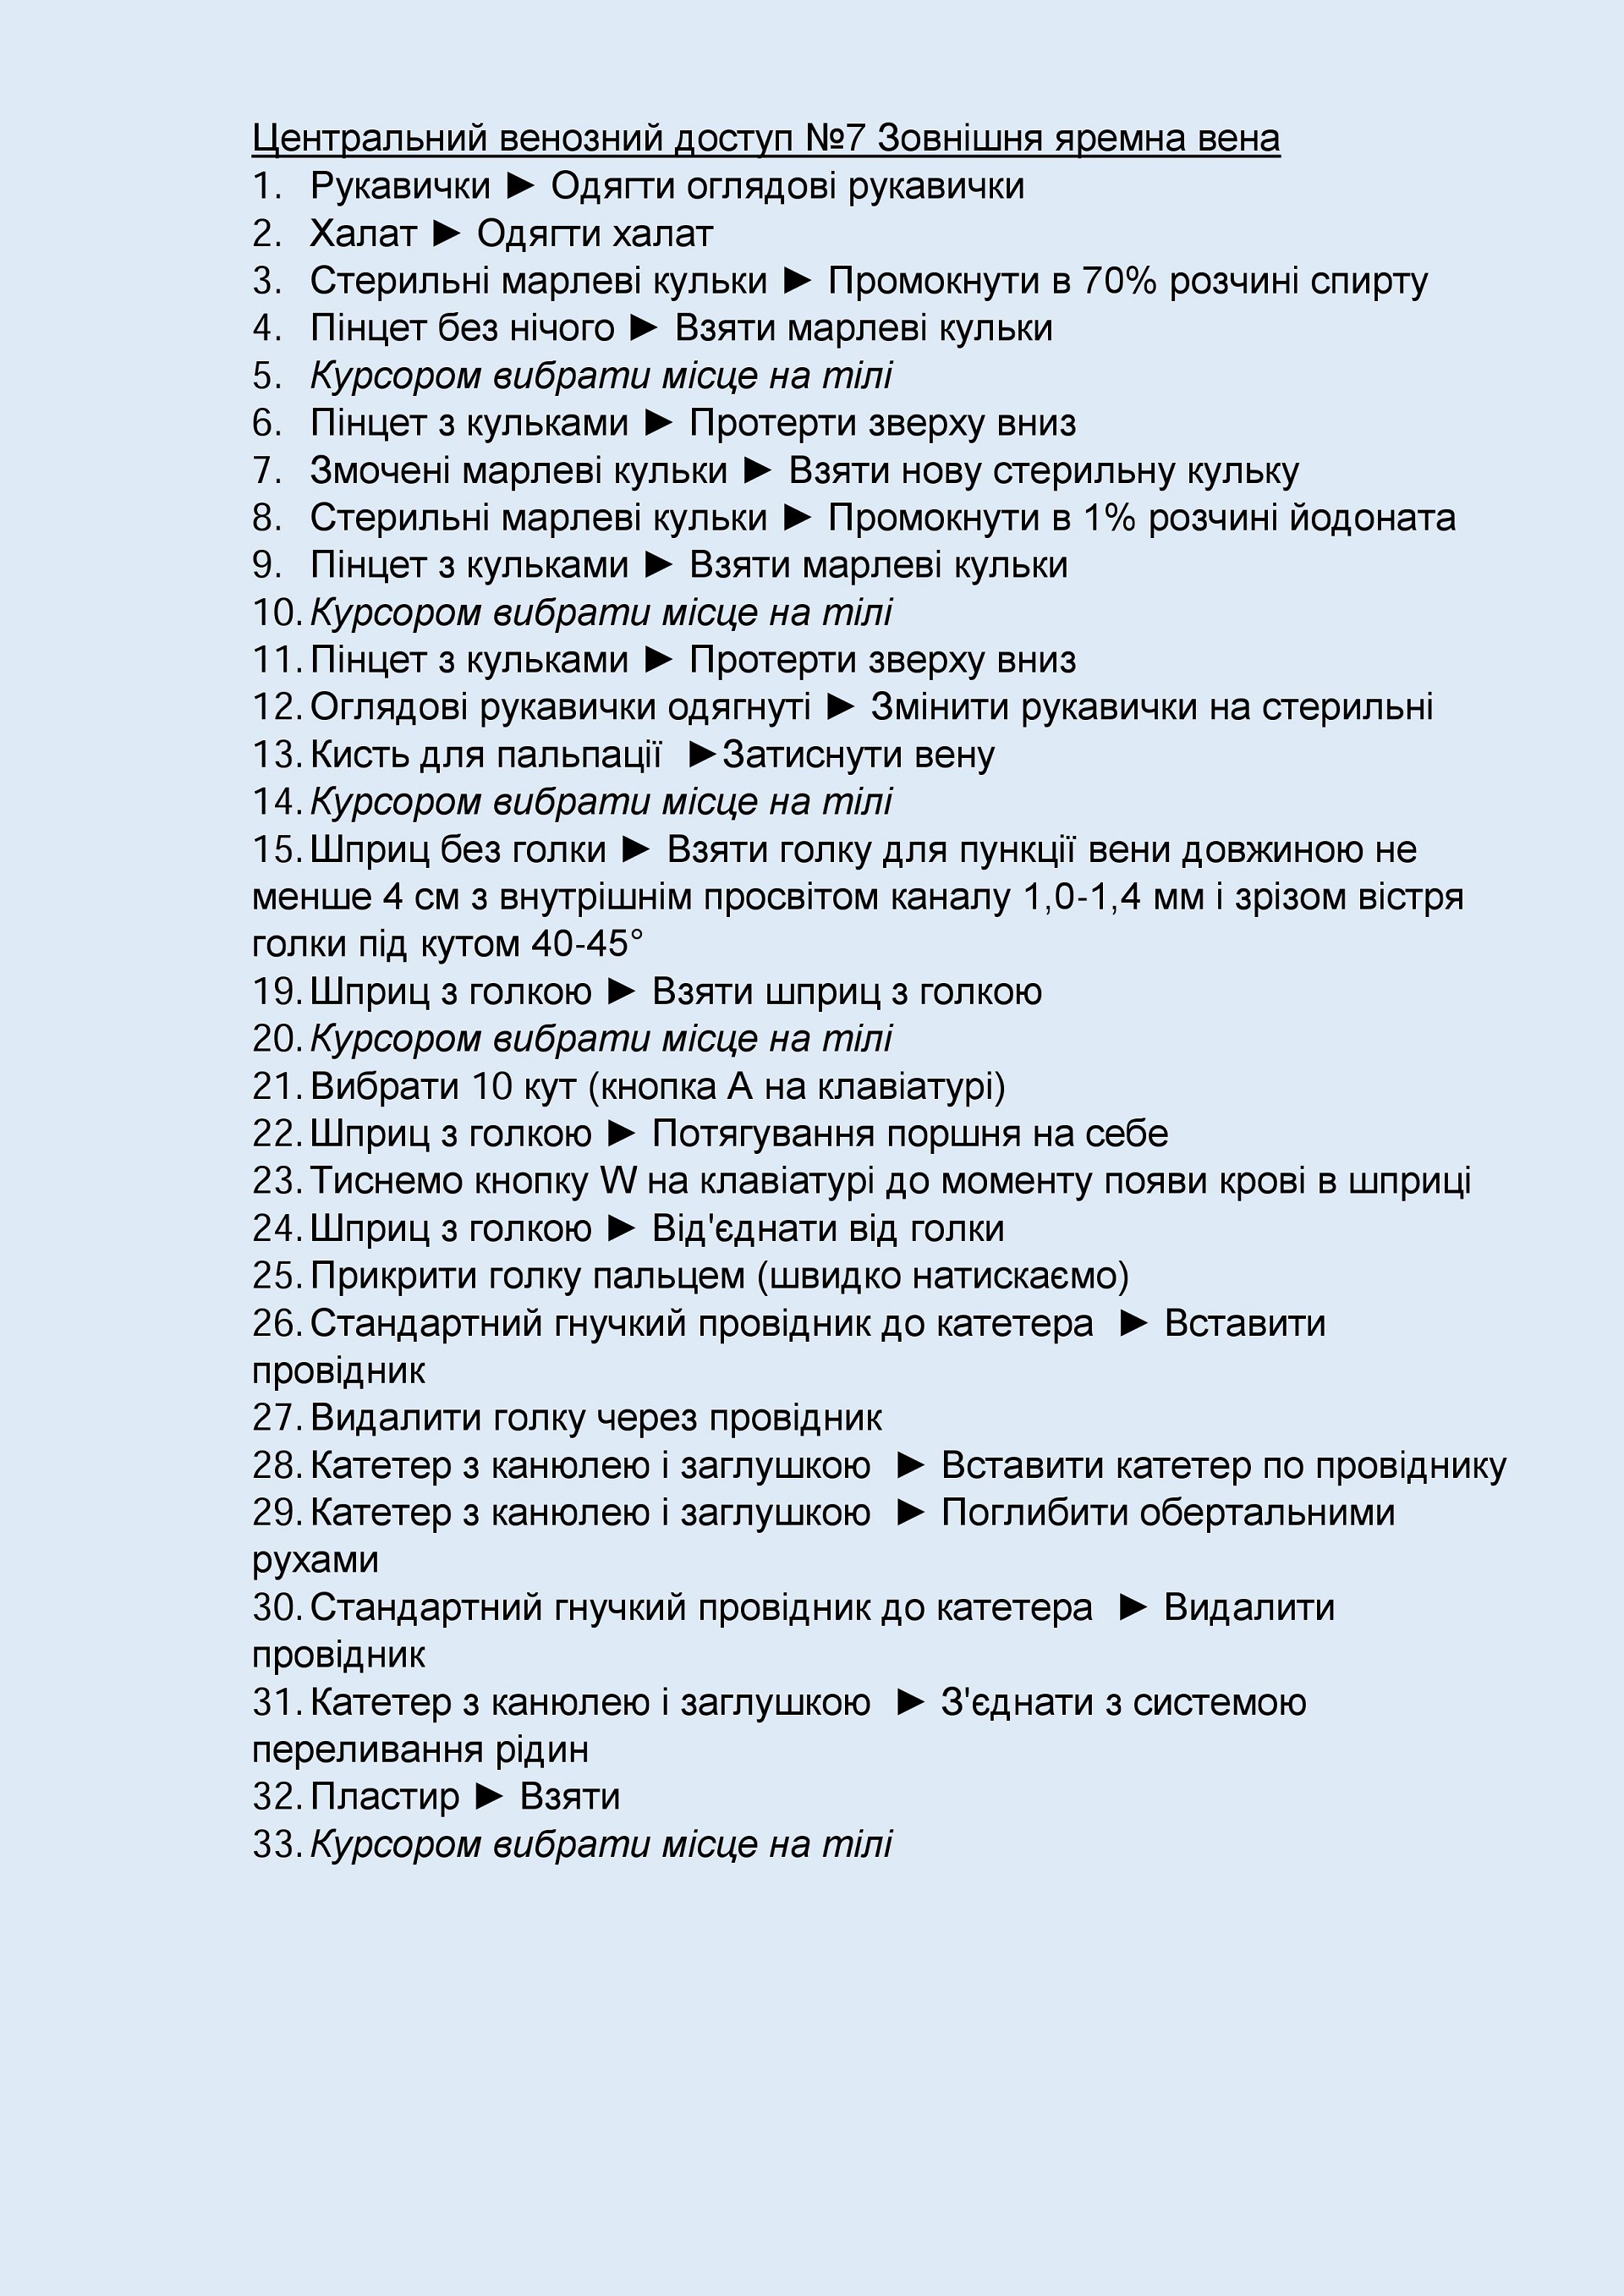 Центральний венозний доступ №7 Зовнішня яремна вена
1. Рукавички ► Одягти оглядові рукавички
2. Халат ► Одягти халат
3. Стерильні марлеві кульки ► Промокнути в 70% розчині спирту
4. Пінцет без нічого ► Взяти марлеві кульки
5. Курсором вибрати місце на тілі
6. Пінцет з кульками ► Протерти зверху вниз
7. Змочені марлеві кульки ► Взяти нову стерильну кульку
8. Стерильні марлеві кульки ► Промокнути в 1% розчині йодоната
9. Пінцет з кульками ► Взяти марлеві кульки
10. Курсором вибрати місце на тілі
11. Пінцет з кульками ► Протерти зверху вниз
12. Оглядові рукавички одягнуті ► Змінити рукавички на стерильні
13. Кисть для пальпації ►Затиснути вену
14. Курсором вибрати місце на тілі
15. Шприц без голки ► Взяти голку для пункції вени довжиною не
менше 4 см з внутрішнім просвітом каналу 1,0-1,4 мм і зрізом вістря
голки під кутом 40-45°
19. Шприц з голкою ► Взяти шприц з голкою
20. Курсором вибрати місце на тілі
21. Вибрати 10 кут (кнопка А на клавіатурі)
22. Шприц з голкою ► Потягування поршня на себе
23. Тиснемо кнопку W на клавіатурі до моменту появи крові в шприці
24. Шприц з голкою ► Від'єднати від голки
25. Прикрити голку пальцем (швидко натискаємо)
26. Стандартний гнучкий провідник до катетера ► Вставити
провідник
27. Видалити голку через провідник
28. Катетер з канюлею і заглушкою ► Вставити катетер по провіднику
29. Катетер з канюлею і заглушкою ► Поглибити обертальними
рухами
30. Стандартний гнучкий провідник до катетера ► Видалити
провідник
31. Катетер з канюлею і заглушкою ► З'єднати з системою
переливання рідин
32. Пластир ► Взяти
33. Курсором вибрати місце на тілі